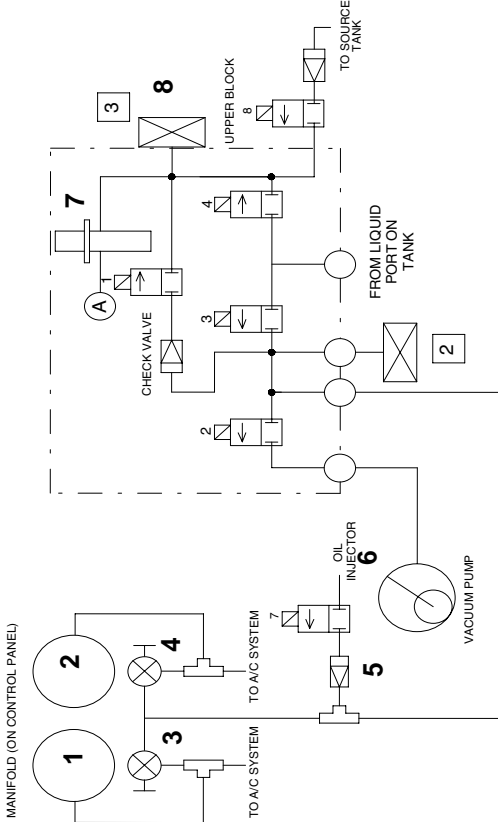 MANIFOLD (ON CONTROL PANEL)
1
2
3
4
TO A/C SYSTEM
TO A/C SYSTEM
5
7
OIL
INJECTOR
6
VACUUM PUMP
7
A
1
CHECK VALVE
2
3
4
3
8
UPPER BLOCK
8
TO SOURCE
TANK
FROM LIQUID
PORT ON
TANK
2